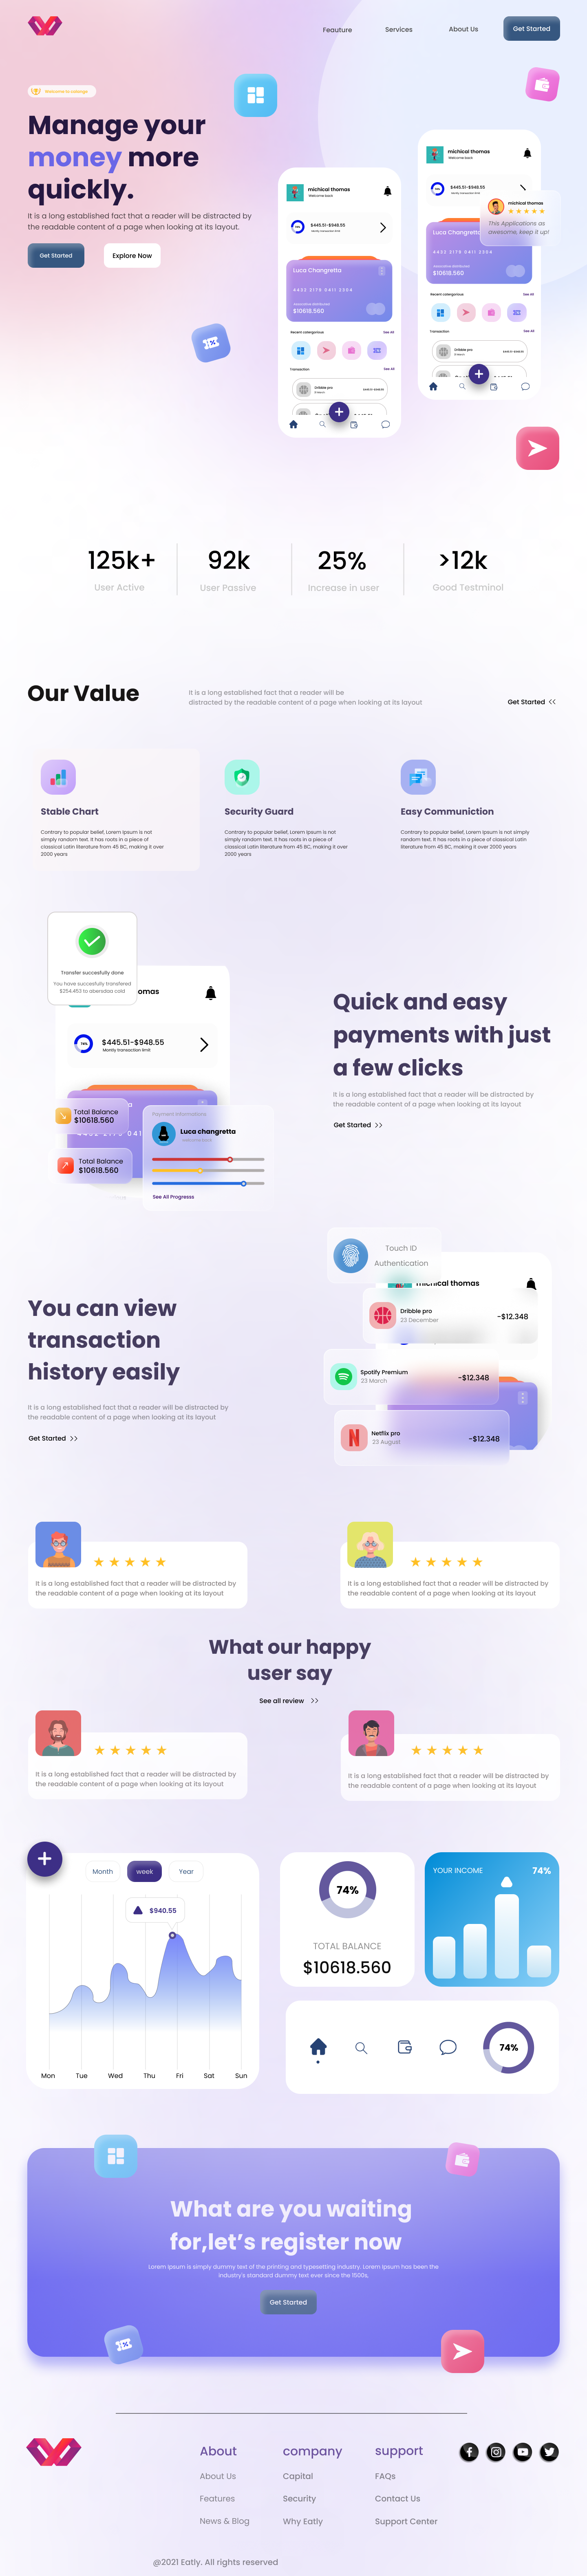 Feauture
Services
About Us
Get Started
Welcome to coinage
Manage your
money more
quickly.
It is a long established fact that a reader will be distracted by
the readable content of a page when looking at its layout.
Get Started
Explore Now
michical thomas
Welcome back
$445.51-$948.55
Montly transaction limit
Luca Changretta
$10618.560
Recent catergorious
See All
Transaction
See All
Dribble pro
michical thomas
Welcome back
$445.51-$948.55
Montly transaction limit
michical thomas
This Applications as
awesome, keep it up!
Luca Changretta
$10618.560
Recent catergorious
See All
Transaction
See All
Dribble pro
125k+
User Active
92k
User Passive
25%
Increase in user
>12k
Good Testminol
Our Value
It is a long established fact that a reader will be
distracted by the readable content of a page when looking at its layout
Get Started
Stable Chart
Contrary to popular belief, Lorem Ipsum is not
simply random text. It has roots in a piece of
classical Latin literature from 45 BC, making it over
2000 years
Security Guard
Contrary to popular belief, Lorem Ipsum is not
simply random text. It has roots in a piece of
classical Latin literature from 45 BC, making it over
2000 years
Easy Communiction
Contrary to popular belief, Lorem Ipsum is not simply
random text. It has roots in a piece of classical Latin
literature from 45 BC, making it over 2000 years
Transfer succesfully done
You have succesfully transfered
$254.453 to abersdaa cold
omas
74%
$445.51-$948.55
Montly transaction limit
Total Balance
$10618.560
Total Balance
$10618.560
Payment Informations
Luca changretta
See All Progresss
Quick and easy
payments with just
a few clicks
It is a long established fact that a reader will be distracted by
the readable content of a page when looking at its layout
Get Started
You can view
transaction
history easily
It is a long established fact that a reader will be distracted by
the readable content of a page when looking at its layout
Get Started
Touch ID
Authentication
michical thomas
Dribble pro
23 December
-$12.348
Spotify Premium
23 March
-$12.348
Netflix pro
23 August
-$12.348
It is a long established fact that a reader will be distracted by
the readable content of a page when looking at its layout
It is a long established fact that a reader will be distracted by
the readable content of a page when looking at its layout
What our happy
user say
See all review
It is a long established fact that a reader will be distracted by
the readable content of a page when looking at its layout
It is a long established fact that a reader will be distracted by
the readable content of a page when looking at its layout
Month
week
Year
$940.55
Mon
Tue
Wed
Thu
Fri
Sat
Sun
74%
TOTAL BALANCE
$10618.560
YOUR INCOME
74%
74%
What are you waiting
for,let's register now
Lorem Ipsum is simply dummy text of the printing and typesetting industry. Lorem Ipsum has been the
industry's standard dummy text ever since the 1500s,
Get Started
About
About Us
Features
News & Blog
company
Capital
Security
Why Eatly
support
FAQs
Contact Us
Support Center
@2021 Eatly. All rights reserved